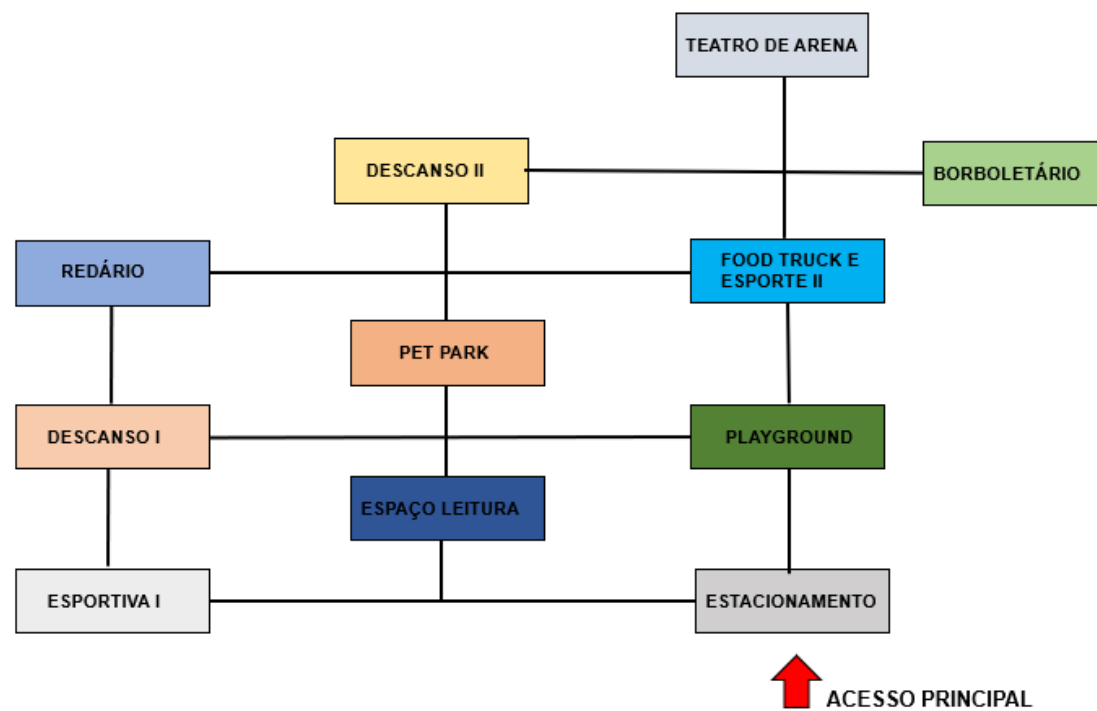 TEATRO DE ARENA
DESCANSO II
BORBOLETÁRIO
REDÁRIO
FOOD TRUCK E
ESPORTE II
PET PARK
DESCANSO I
PLAYGROUND
ESPAÇO LEITURA
ESPORTIVA I
ESTACIONAMENTO
ACESSO PRINCIPAL